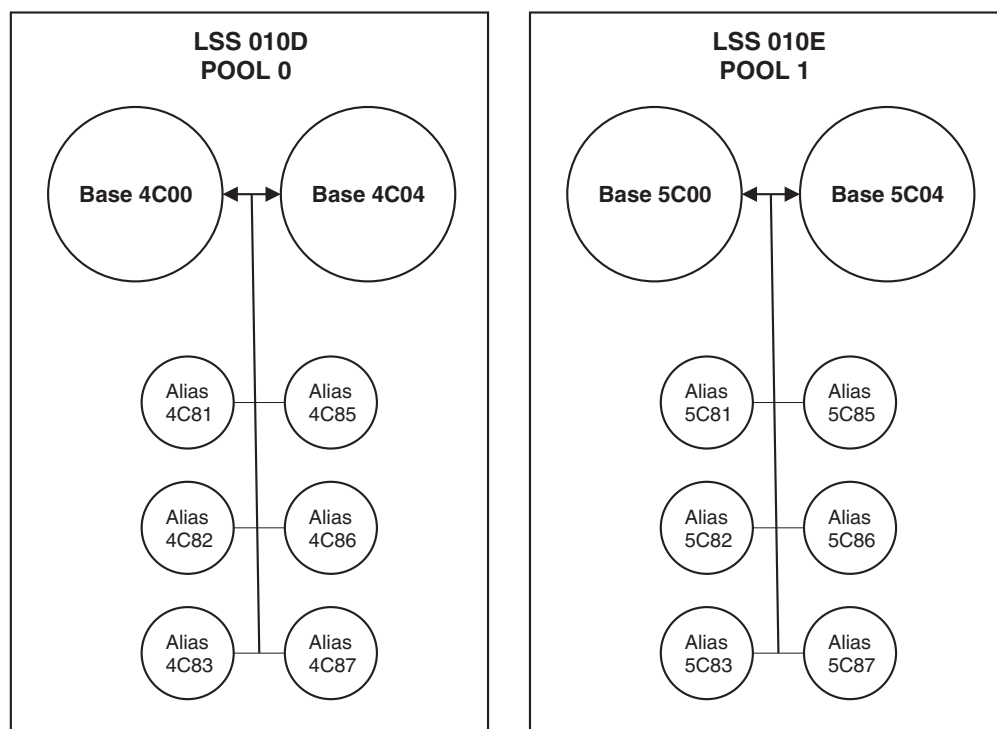 LSS 010D
POOL 0
Base 4C00
Base 4C04
Alias
4C81
Alias
4C85
Alias
4C82
Alias
4C86
Alias
4C83
Alias
4C87
LSS 010E
POOL 1
Base 5C00
Base 5C04
Alias
5C81
Alias
5C85
Alias
5C82
Alias
5C86
Alias
5C83
Alias
5C87